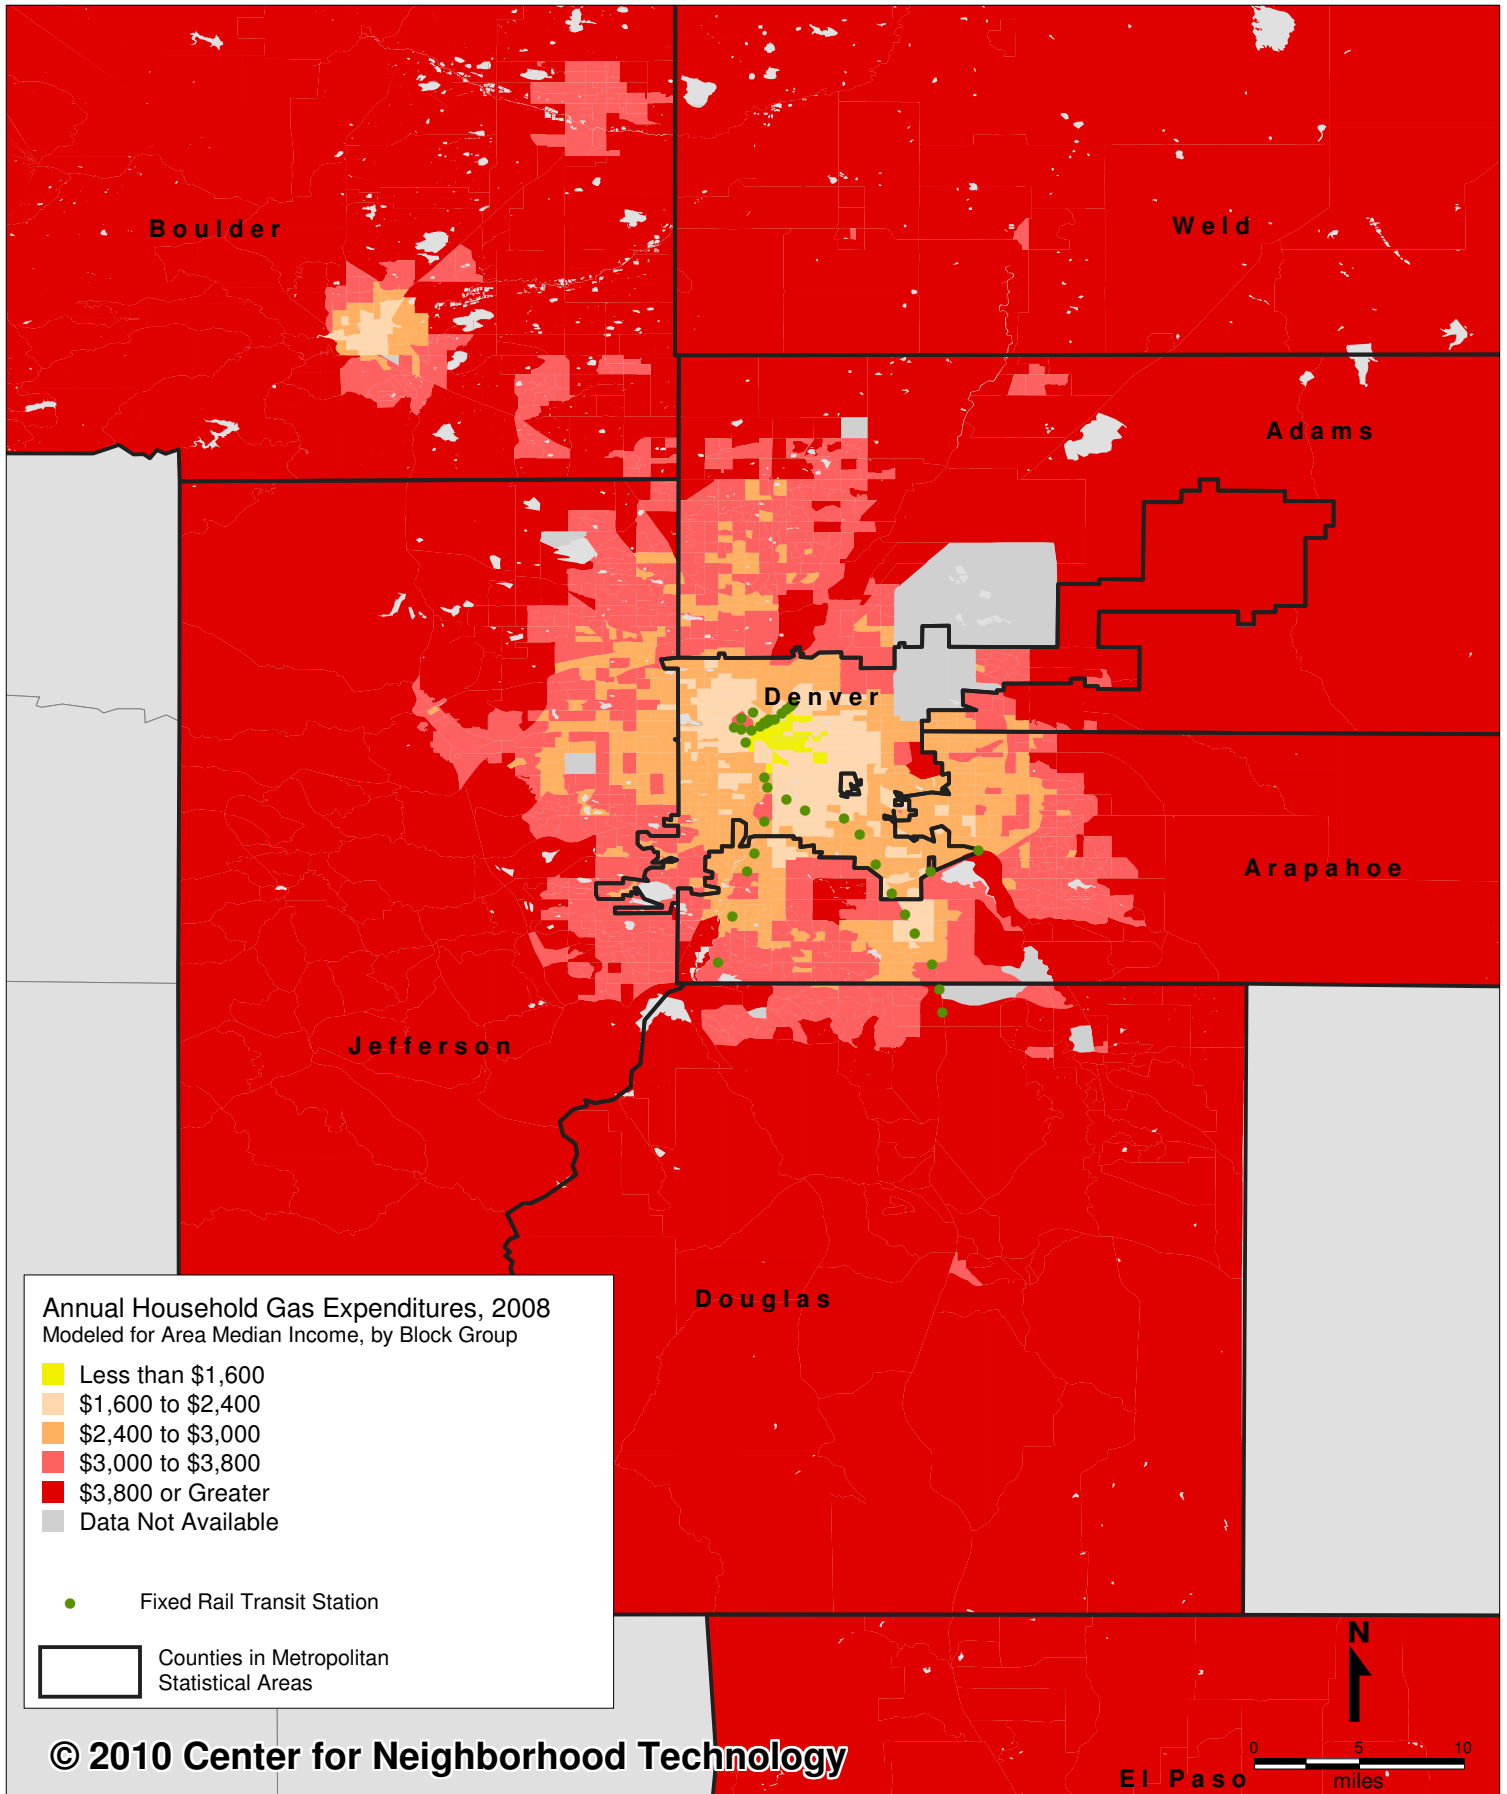 Boulder
Weld
Adams
Denver
Arapahoe
Jefferson
Douglas
Annual Household Gas Expenditures, 2008
Modeled for Area Median Income, by Block Group
Less than $1,600
$1,600 to $2,400
$2,400 to $3,000
$3,000 to $3,800
$3,800 or Greater
Data Not Available
Fixed Rail Transit Station
Counties in Metropolitan
Statistical Areas
N
© 2010 Center for Neighborhood Technology
0 5 10
miles
El Paso